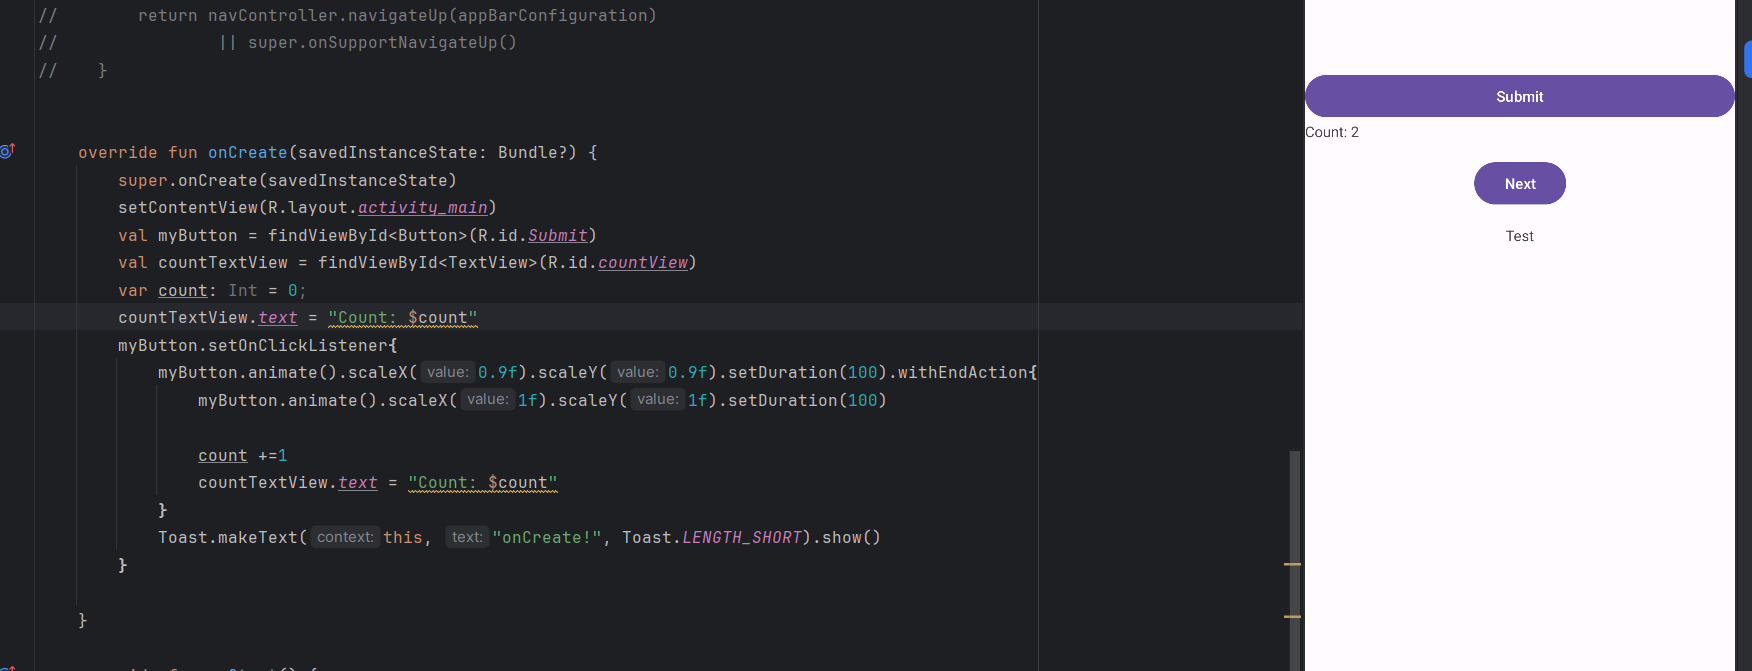 //        return navController.navigateUp(appBarConfiguration)
//                || super.onSupportNavigateUp()
//    }
override fun onCreate(savedInstanceState: Bundle?) {
super.onCreate(savedInstanceState)
setContentView(R.layout.activity_main)
val myButton = findViewById<Button>(R.id.Submit)
val countTextView = findViewById<TextView>(R.id.countView)
var count: Int = 0;
countTextView.text = "Count: $count"
myButton.setOnClickListener{
myButton.animate().scaleX( value: 0.9f).scaleY( value: 0.9f).setDuration(100).withEndAction{
myButton.animate().scaleX( value: 1f).scaleY( value: 1f).setDuration(100)
count +=1
countTextView.text = "Count: $count"
}
Toast.makeText( context: this, text: "onCreate!", Toast.LENGTH_SHORT).show()
}
}
Submit
Count: 2
Next
Test